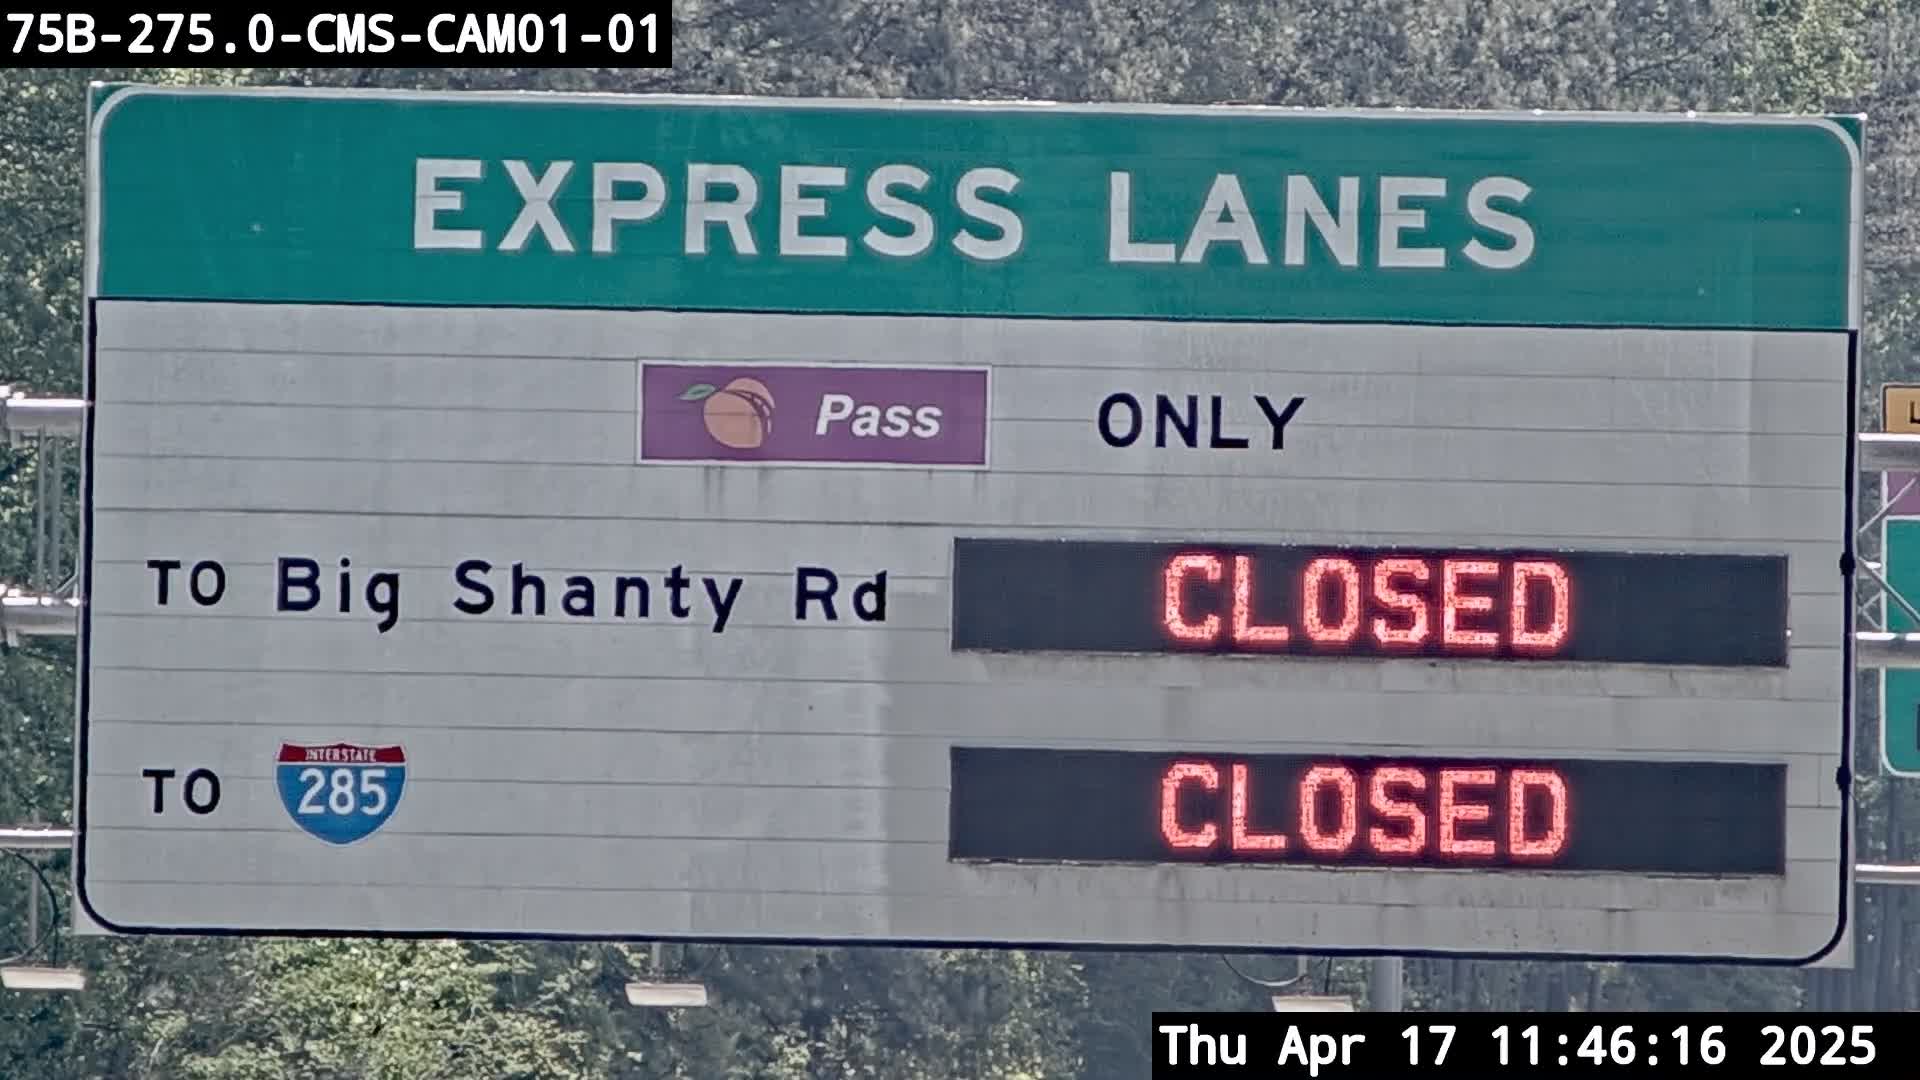 75B-275.0-CMS-CAM01-01
EXPRESS LANES
Pass ONLY
TO Big Shanty Rd CLOSED
TO INTERSTATE 285 CLOSED
Thu Apr 17 11:46:16 2025